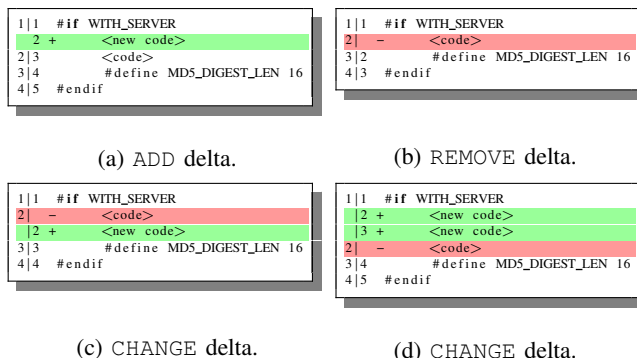 1|1 #if WITH_SERVER
2 + <new code>
2|3 <code>
3|4 #define MD5_DIGEST_LEN 16
4|5 #endif
(a) ADD delta.
1|1 #if WITH_SERVER
2| - <code>
3|2 #define MD5_DIGEST_LEN 16
4|3 #endif
(b) REMOVE delta.
1|1 #if WITH_SERVER
2| - <code>
|2 + <new code>
3|3 #define MD5_DIGEST_LEN 16
4|4 #endif
(c) CHANGE delta.
1|1 #if WITH_SERVER
|2 + <new code>
|3 + <new code>
2| - <code>
3|4 #define MD5_DIGEST_LEN 16
4|5 #endif
(d) CHANGE delta.